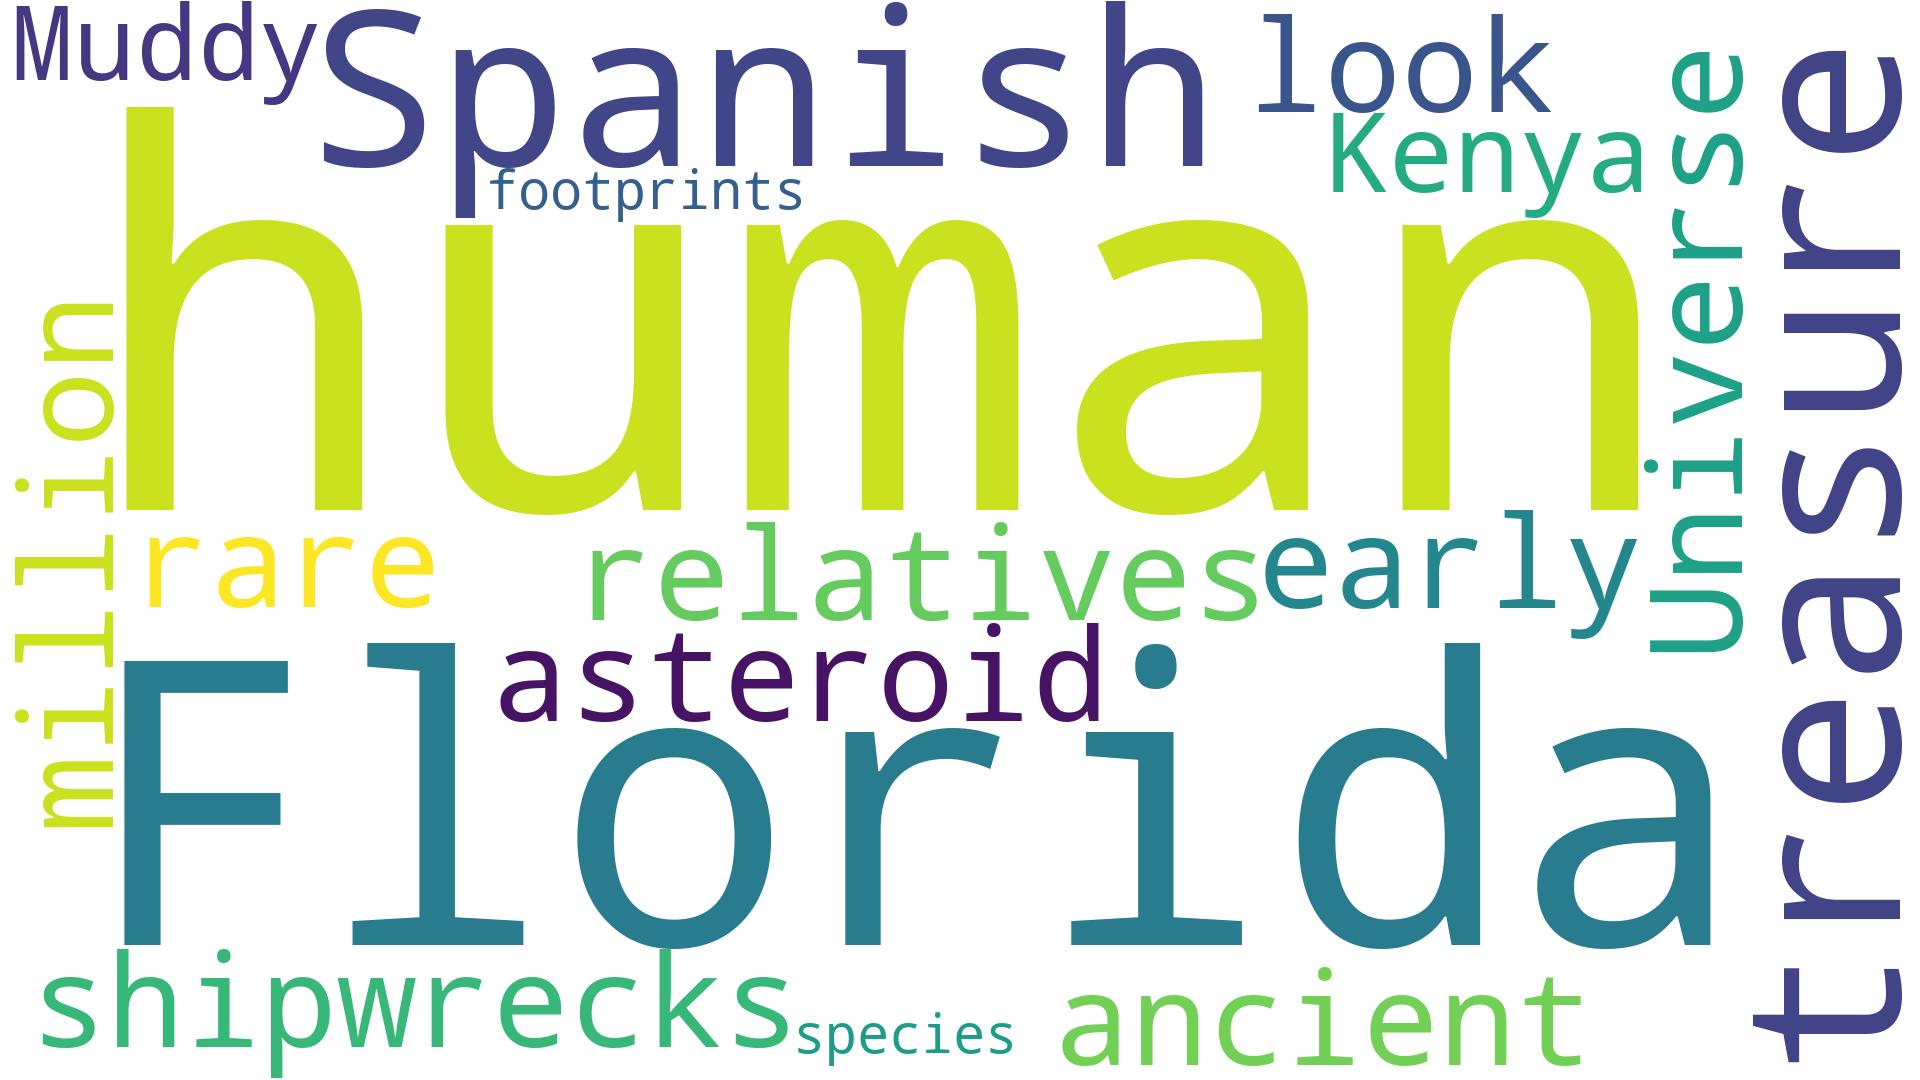 Muddy
Spanish
look
Kenya
footprints
human
Universe
treasure
million
rare
relatives
early
asteroid
Florida
shipwrecks
species
ancient